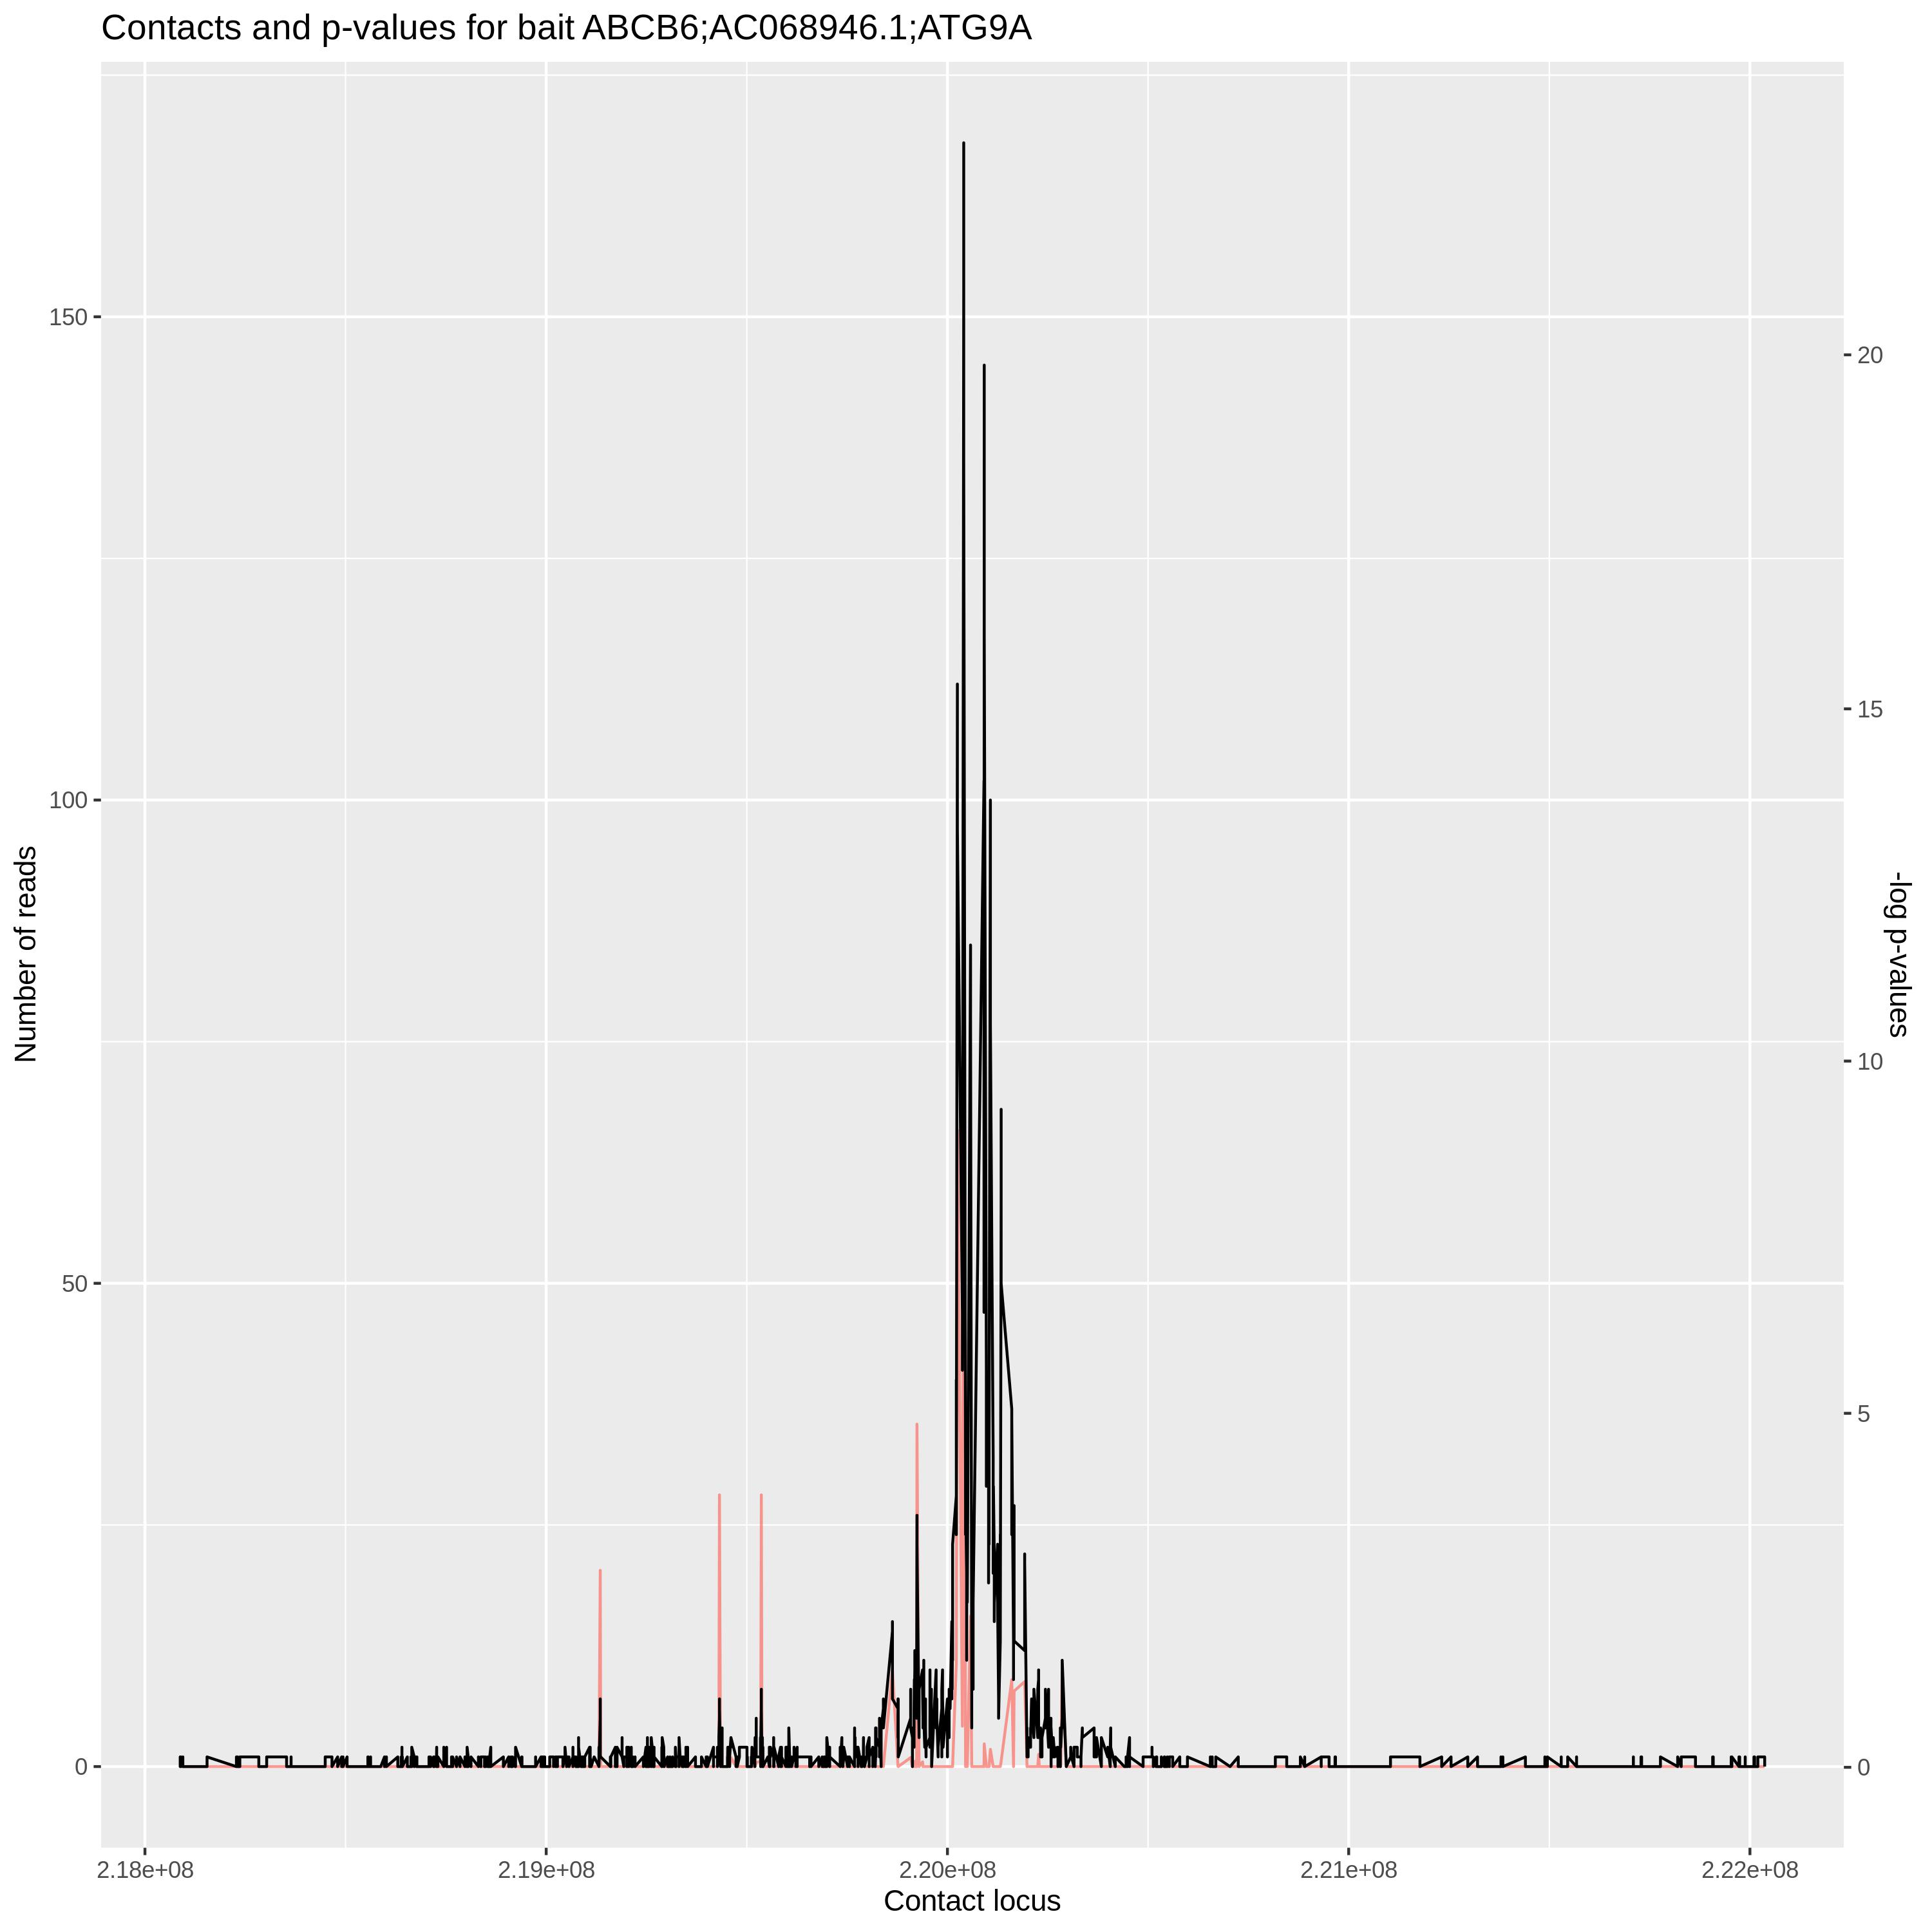 Contacts and p-values for bait ABCB6;AC068946.1;ATG9A
150
100
50
0
Number of reads
20
15
10
5
0
-log p-values
2.18e+08
2.19e+08
2.20e+08
2.21e+08
2.22e+08
Contact locus